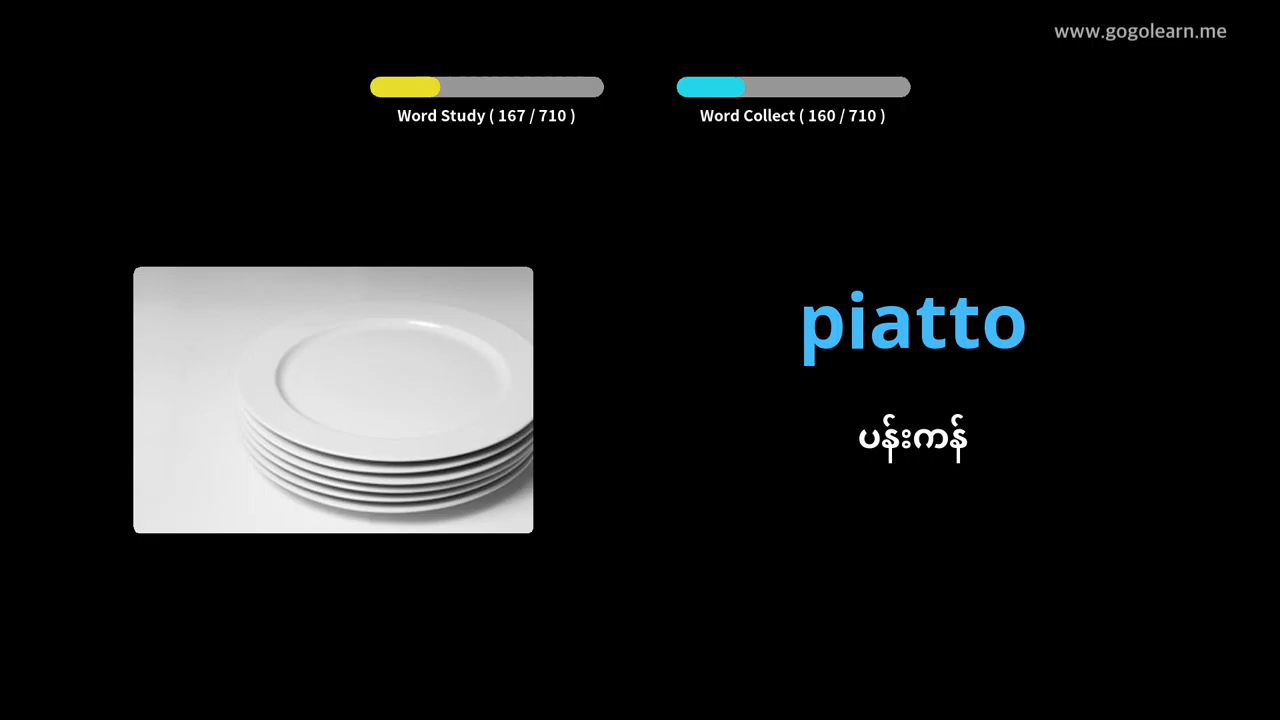 www.gogolearn.me
Word Study ( 167 / 710 )
Word Collect ( 160 / 710 )
piatto
ပန်းကန်